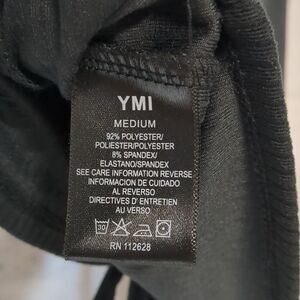 YMI
MEDIUM
92% POLYESTER/
POLIESTER/POLYESTER
8% SPANDEX/
ELASTANO/SPANDEX
SEE CARE INFORMATION REVERSE
INFORMACION DE CUIDADO
AL REVERSO
DIRECTIVES D' ENTRETIEN
AU VERSO
30
RN 112628